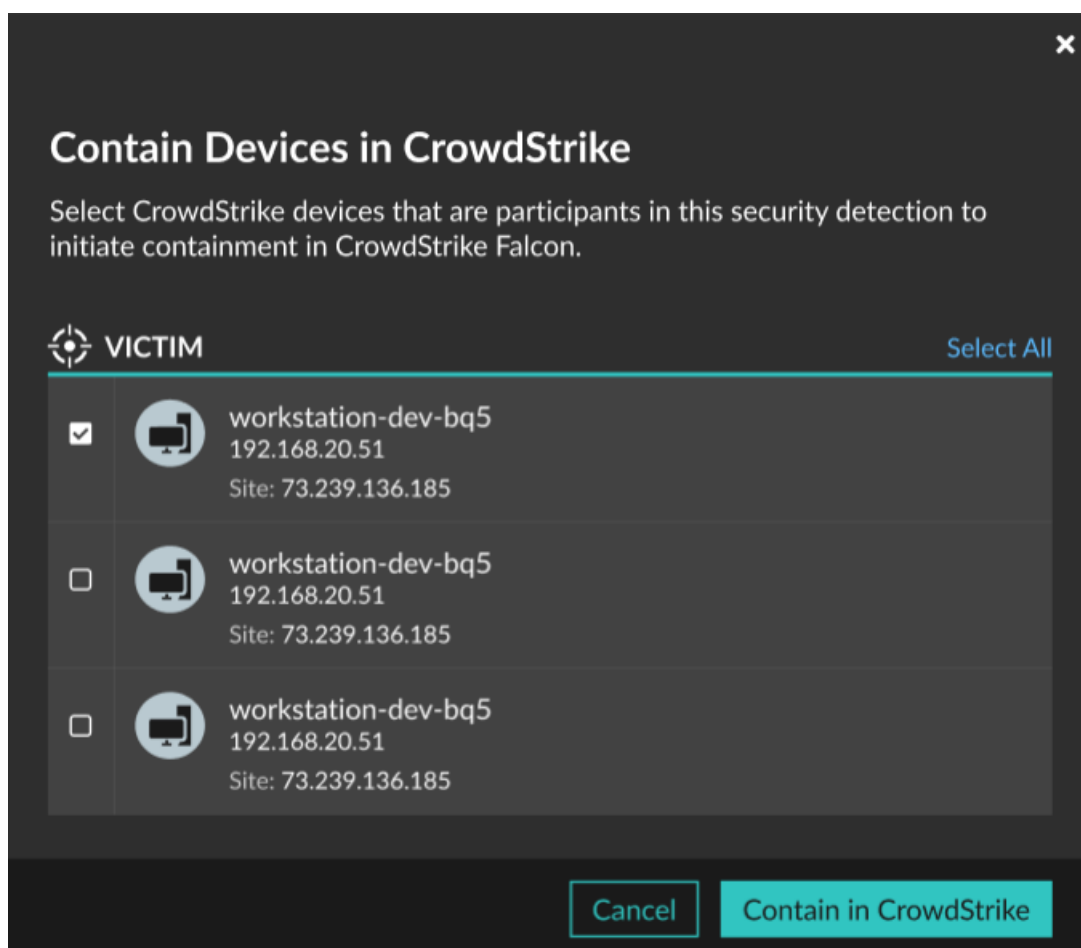 Contain Devices in CrowdStrike
Select CrowdStrike devices that are participants in this security detection to
initiate containment in CrowdStrike Falcon.
VICTIM
Select All
workstation-dev-bq5
192.168.20.51
Site: 73.239.136.185
workstation-dev-bq5
192.168.20.51
Site: 73.239.136.185
workstation-dev-bq5
192.168.20.51
Site: 73.239.136.185
Cancel
Contain in CrowdStrike